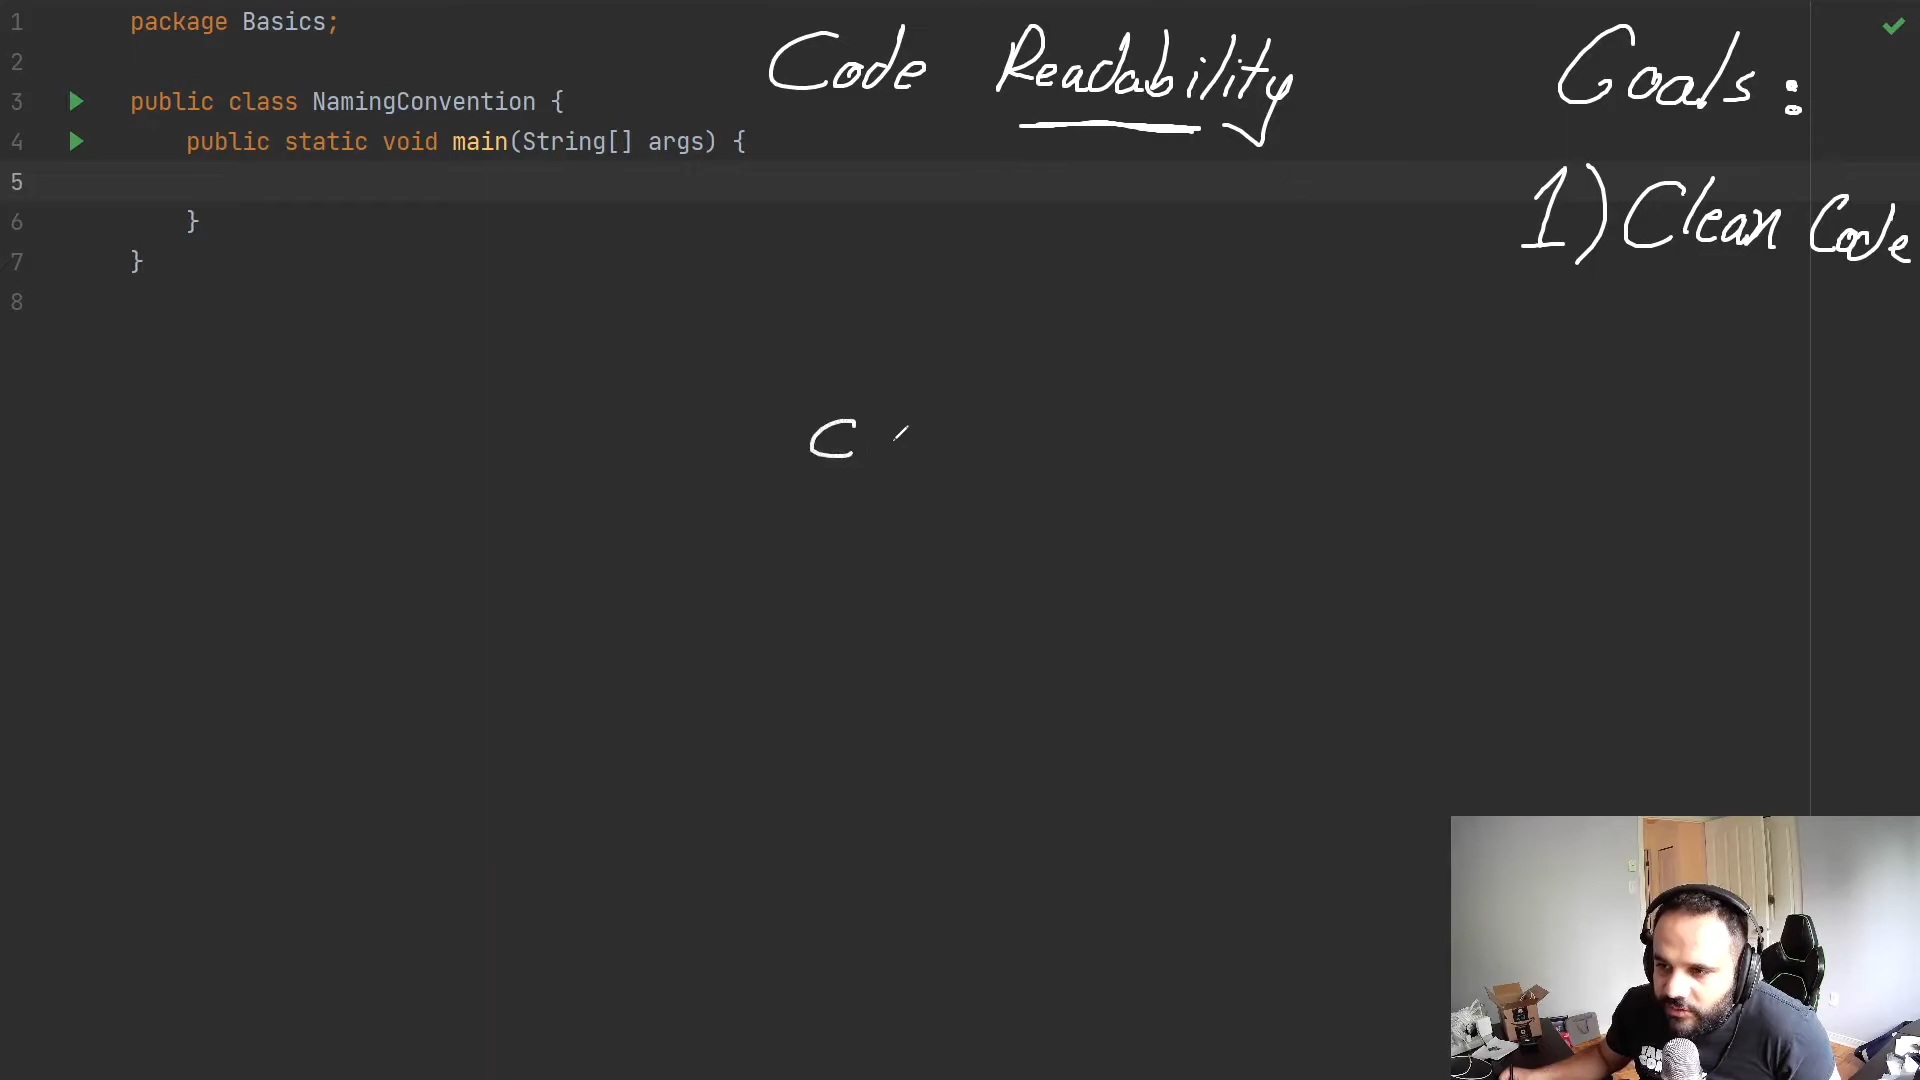 1 package Basics;
2
3 public class NamingConvention {
4 public static void main(String[] args) {
5
6 }
7 }
8
Code Readability
Goals:
1) Clean Code
C